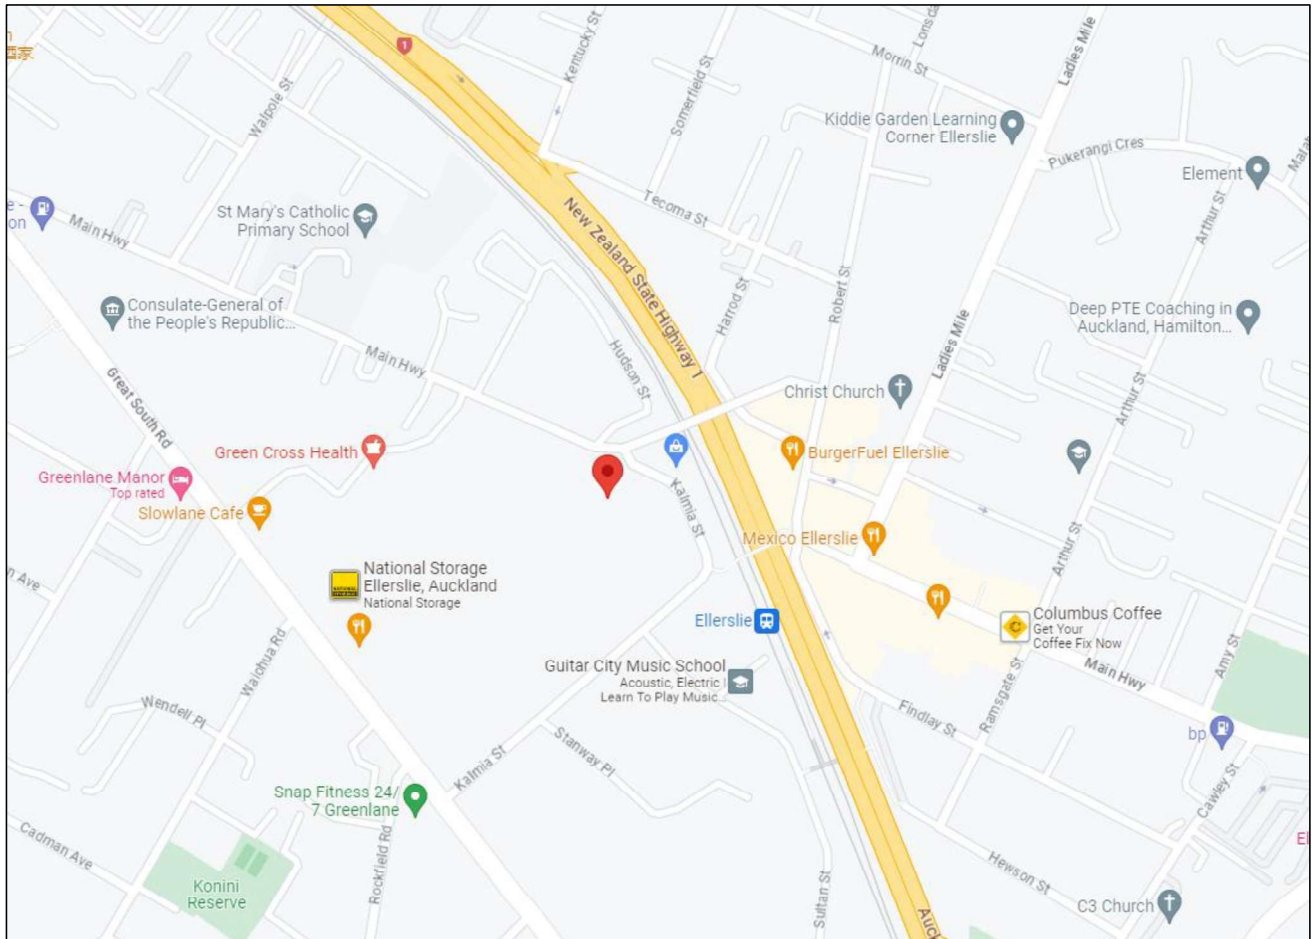 西家
1
Kentucky St
Somerfield St
Morrin St
Ladies Mile
Walpole St
Kiddie Garden Learning
Corner Ellerslie
Pukerangi Cres
Element
St Mary's Catholic
Primary School
Tecoma St
Arthur St
Main Hwy
New Zealand State Highway 1
Harrod St
Robert St
Consulate-General of
the People's Republic...
Deep PTE Coaching in
Auckland, Hamilton...
Main Hwy
Hudson St
Ladies Mile
Great South Rd
Christ Church
Arthur St
Green Cross Health
BurgerFuel Ellerslie
Greenlane Manor
Top rated
Slowlane Cafe
Kalmia St
Mexico Ellerslie
Arthur St
National Storage
Ellerslie, Auckland
National Storage
Columbus Coffee
Get Your
Coffee Fix Now
Ellerslie
Waiohua Rd
Amy St
Guitar City Music School
Acoustic, Electric |
Learn To Play Music...
Main Hwy
Ramsgate St
Wendell Pl
Findlay St
bp
Stanway Pl
Kalmia St
Snap Fitness 24/
7 Greenlane
Cawley St
Cadman Ave
Rockfield Rd
Hewson St
Konini
Reserve
Sultan St
C3 Church